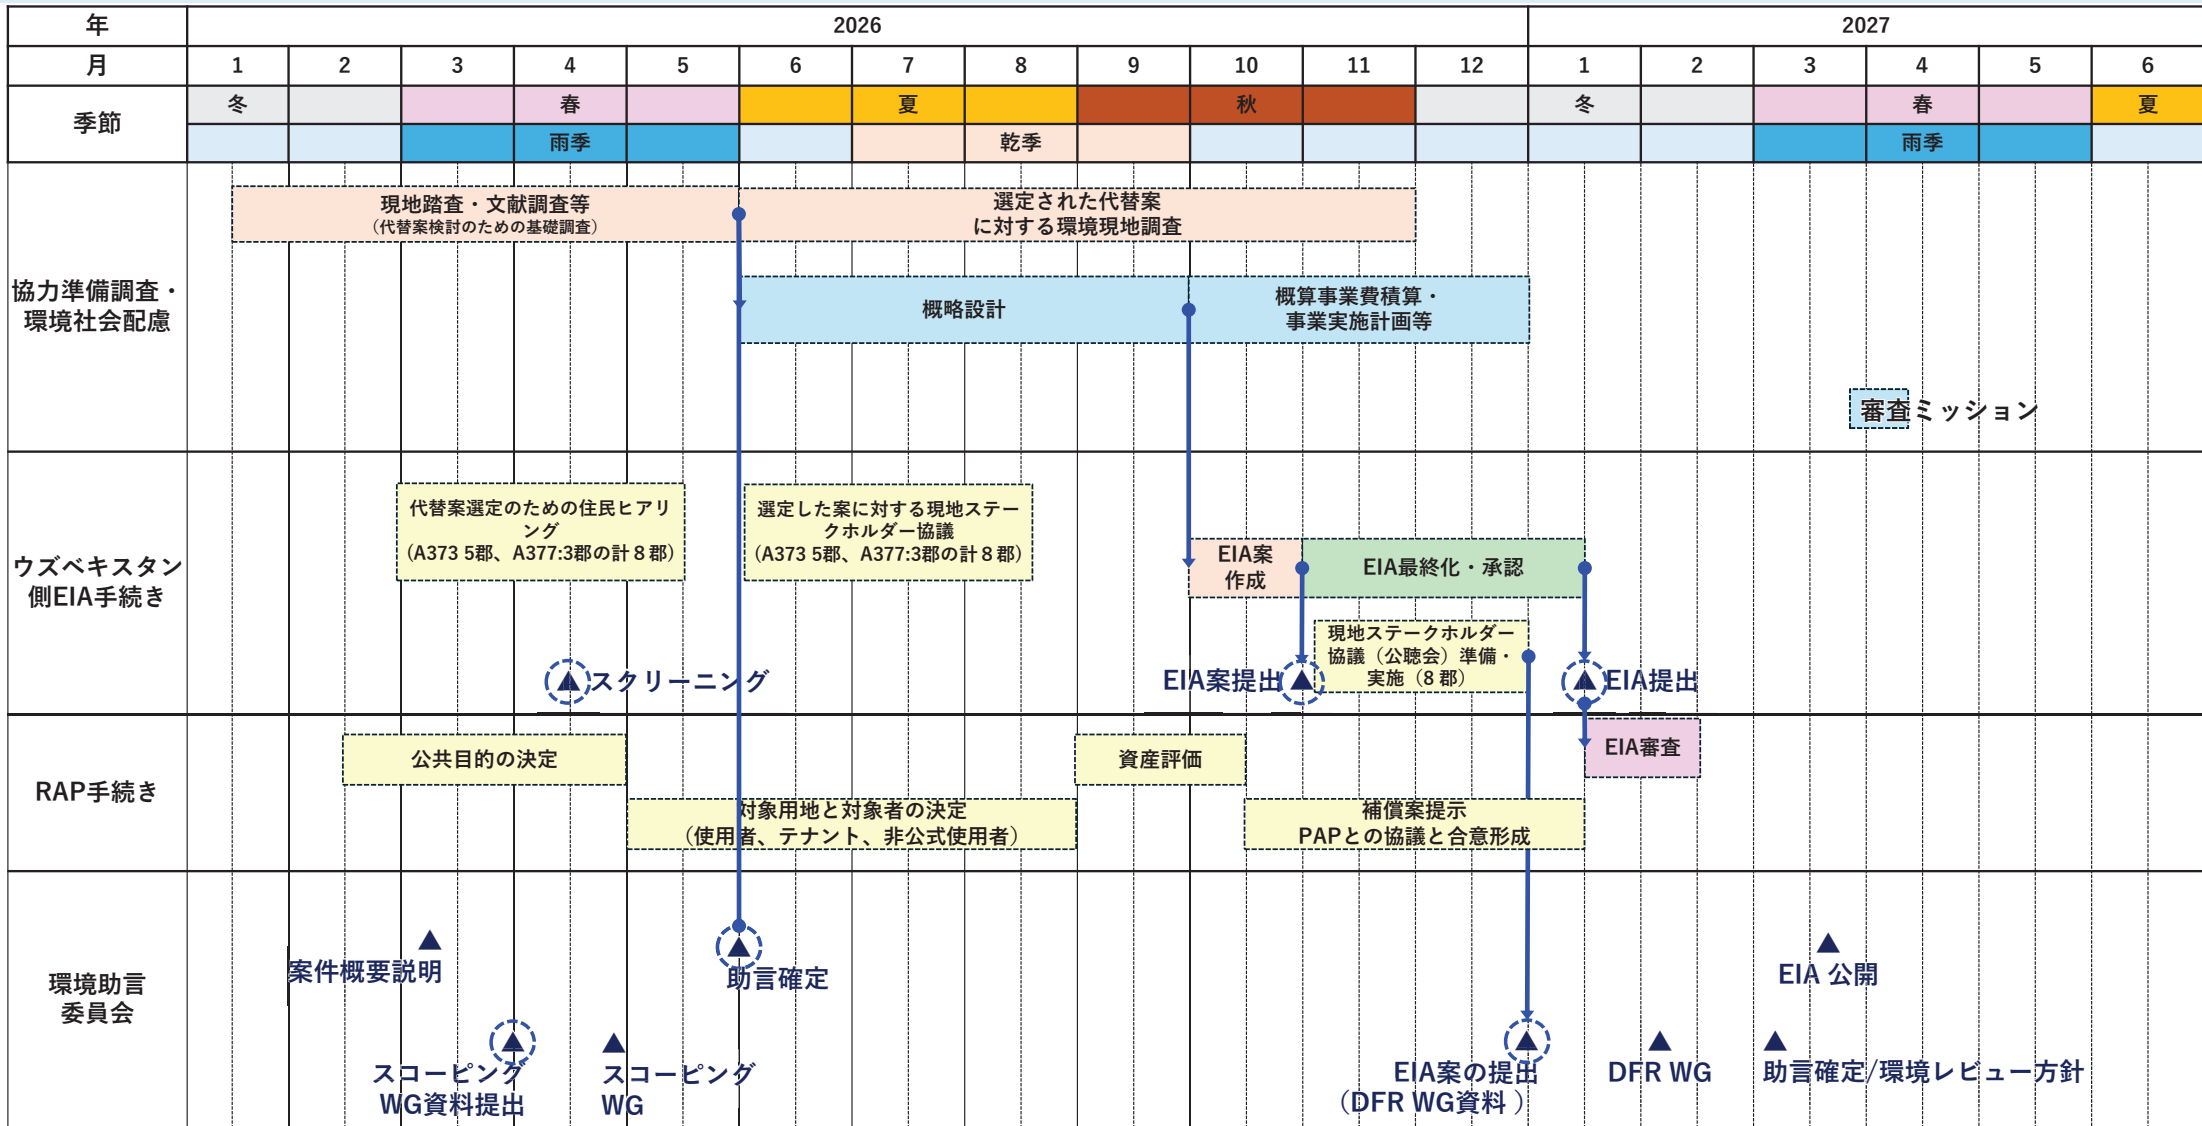 年
2026
2027
月
1
2
3
4
5
6
7
8
9
10
11
12
1
2
3
4
5
6
季節
冬
春
夏
秋
冬
春
夏
雨季
乾季
雨季
協力準備調査・
環境社会配慮
現地踏査・文献調査等
（代替案検討のための基礎調査）
選定された代替案
に対する環境現地調査
概略設計
概算事業費積算・
事業実施計画等
審査ミッション
ウズベキスタン
側EIA手続き
代替案選定のための住民ヒアリ
ング
（A373 5郡、A377:3郡の計８郡）
選定した案に対する現地ステー
クホルダー協議
（A373 5郡、A377:3郡の計８郡）
EIA案
作成
EIA最終化・承認
現地ステークホルダー
協議（公聴会）準備・
実施（8 郡）
スクリーニング
EIA案提出
EIA提出
RAP手続き
公共目的の決定
資産評価
EIA審査
対象用地と対象者の決定
（使用者、テナント、非公式使用者）
補償案提示
PAPとの協議と合意形成
環境助言
委員会
案件概要説明
助言確定
EIA 公開
スコーピング
WG資料提出
スコーピング
WG
EIA案の提出
（DFR WG資料 ）
DFR WG
助言確定/環境レビュー方針